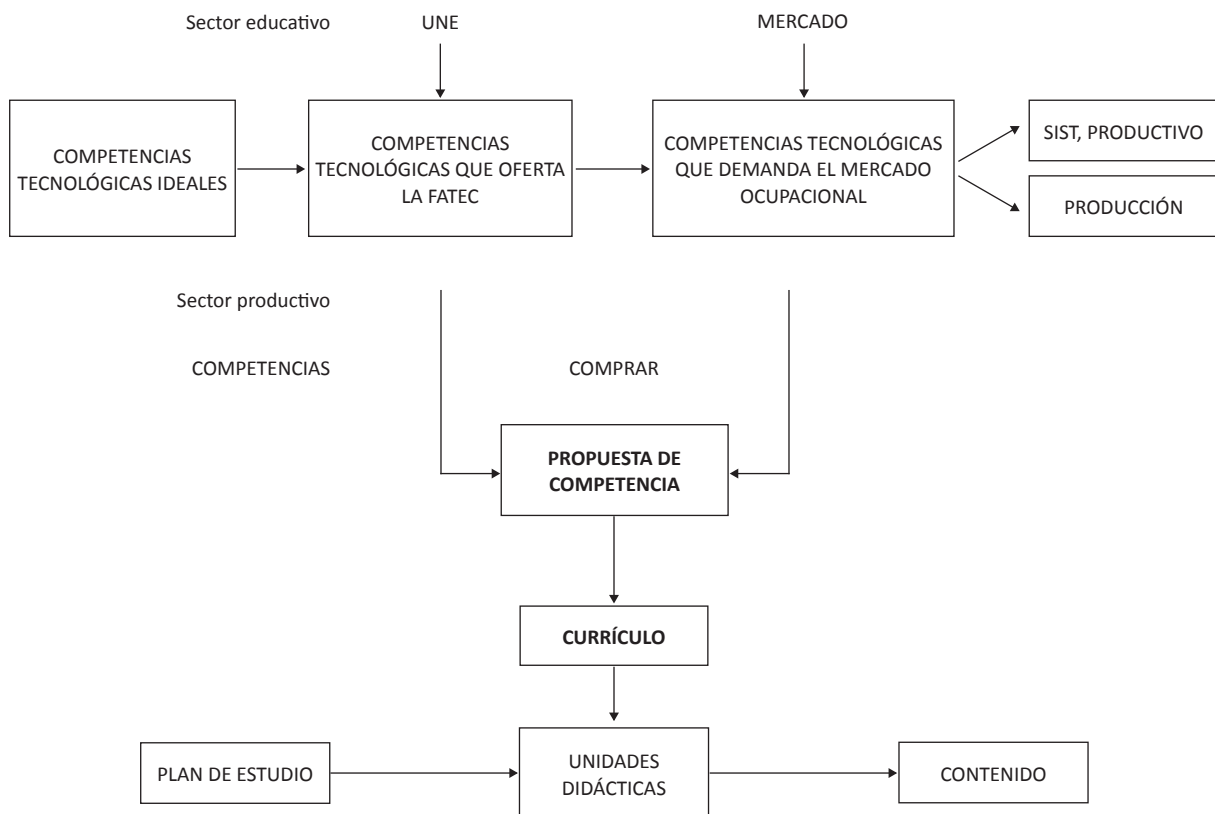 Sector educativo
UNE
MERCADO
COMPETENCIAS
TECNOLÓGICAS IDEALES
COMPETENCIAS
TECNOLÓGICAS QUE OFERTA
LA FATEC
COMPETENCIAS TECNOLÓGICAS
QUE DEMANDA EL MERCADO
OCUPACIONAL
SIST, PRODUCTIVO
PRODUCCIÓN
Sector productivo
COMPETENCIAS
COMPRAR
PROPUESTA DE
COMPETENCIA
CURRÍCULO
PLAN DE ESTUDIO
UNIDADES
DIDÁCTICAS
CONTENIDO